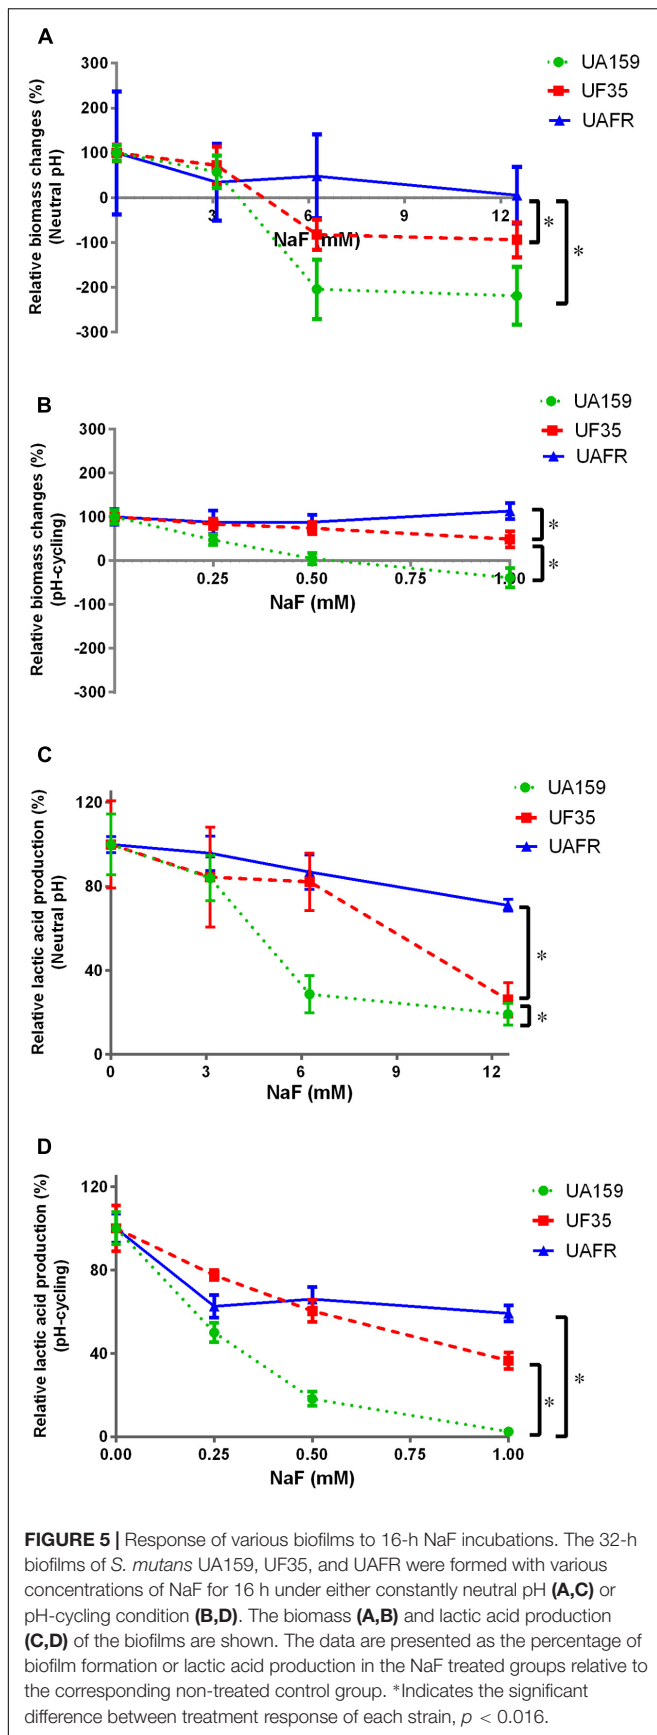 A
UA159
UF35
UAFR
Relative biomass changes (%)
(Neutral pH)
300
200
100
0
-100
-200
-300
3
6
9
12
NaF (mM)
*
*
B
UA159
UF35
UAFR
Relative biomass changes (%)
(pH-cycling)
300
200
100
0
-100
-200
-300
0.25
0.50
0.75
1.00
NaF (mM)
*
*
C
UA159
UF35
UAFR
Relative lactic acid production (%)
(Neutral pH)
120
80
40
0
0
3
6
9
12
NaF (mM)
*
*
D
UA159
UF35
UAFR
Relative lactic acid production (%)
(pH-cycling)
120
80
40
0
0.00
0.25
0.50
0.75
1.00
NaF (mM)
*
*
FIGURE 5 | Response of various biofilms to 16-h NaF incubations. The 32-h
biofilms of S. mutans UA159, UF35, and UAFR were formed with various
concentrations of NaF for 16 h under either constantly neutral pH (A,C) or
pH-cycling condition (B,D). The biomass (A,B) and lactic acid production
(C,D) of the biofilms are shown. The data are presented as the percentage of
biofilm formation or lactic acid production in the NaF treated groups relative to
the corresponding non-treated control group. *Indicates the significant
difference between treatment response of each strain, p < 0.016.